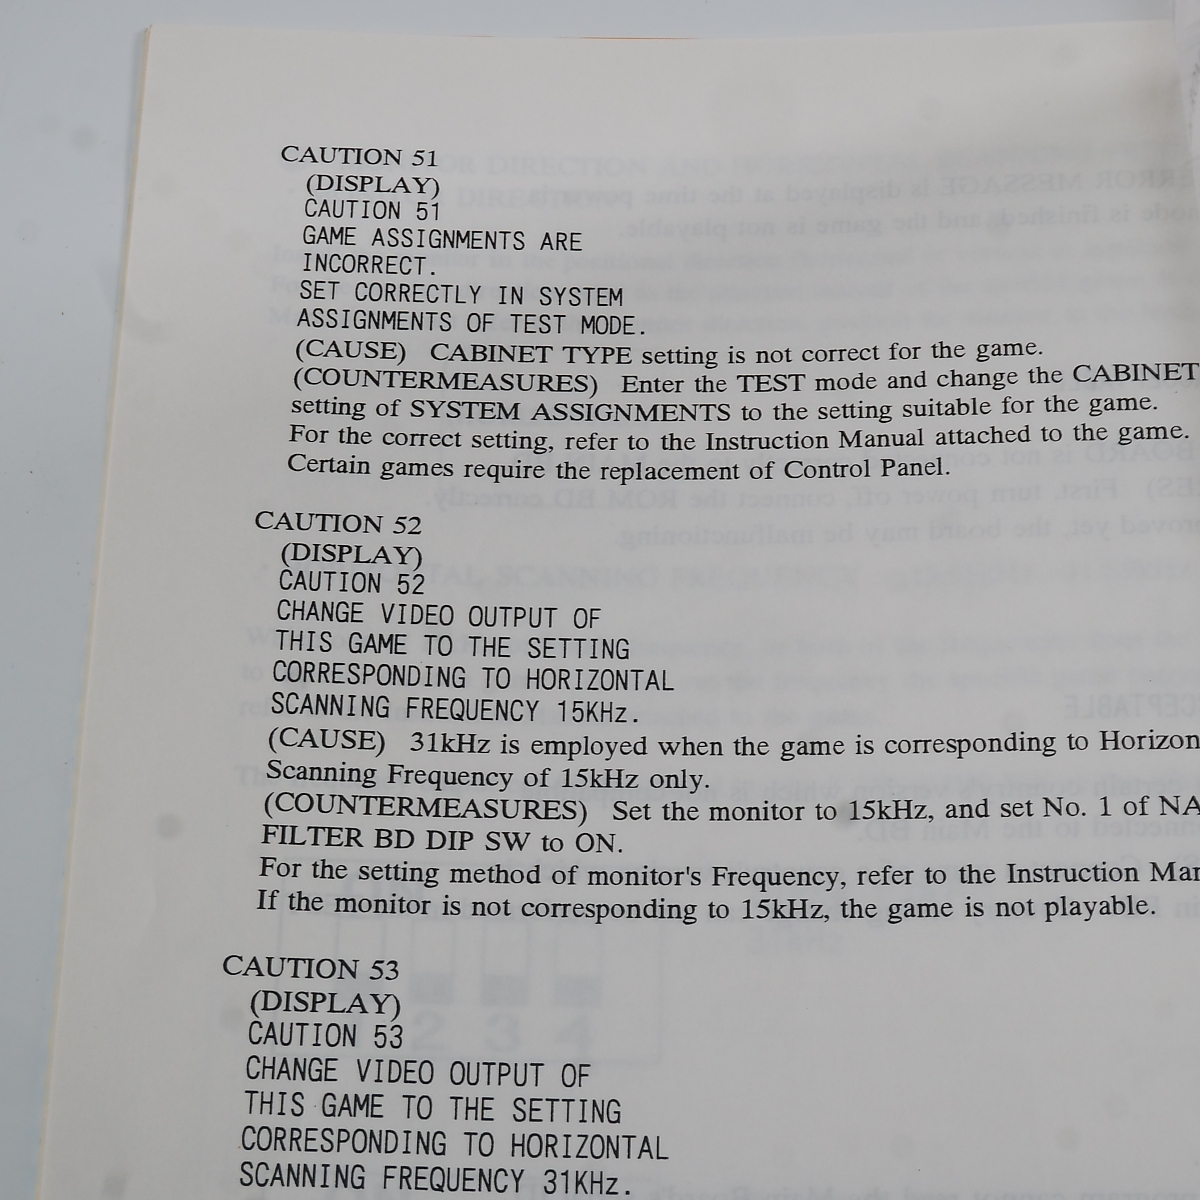 CAUTION 51
(DISPLAY)
CAUTION 51
GAME ASSIGNMENTS ARE
INCORRECT.
SET CORRECTLY IN SYSTEM
ASSIGNMENTS OF TEST MODE.
(CAUSE) CABINET TYPE setting is not correct for the game.
(COUNTERMEASURES) Enter the TEST mode and change the CABINET
setting of SYSTEM ASSIGNMENTS to the setting suitable for the game.
For the correct setting, refer to the Instruction Manual attached to the game.
Certain games require the replacement of Control Panel.
CAUTION 52
(DISPLAY)
CAUTION 52
CHANGE VIDEO OUTPUT OF
THIS GAME TO THE SETTING
CORRESPONDING TO HORIZONTAL
SCANNING FREQUENCY 15KHz.
(CAUSE) 31kHz is employed when the game is corresponding to Horizon
Scanning Frequency of 15kHz only.
(COUNTERMEASURES) Set the monitor to 15kHz, and set No. 1 of NA
FILTER BD DIP SW to ON.
For the setting method of monitor's Frequency, refer to the Instruction Mar
If the monitor is not corresponding to 15kHz, the game is not playable.
CAUTION 53
(DISPLAY)
CAUTION 53
CHANGE VIDEO OUTPUT OF
THIS GAME TO THE SETTING
CORRESPONDING TO HORIZONTAL
SCANNING FREQUENCY 31KHz.